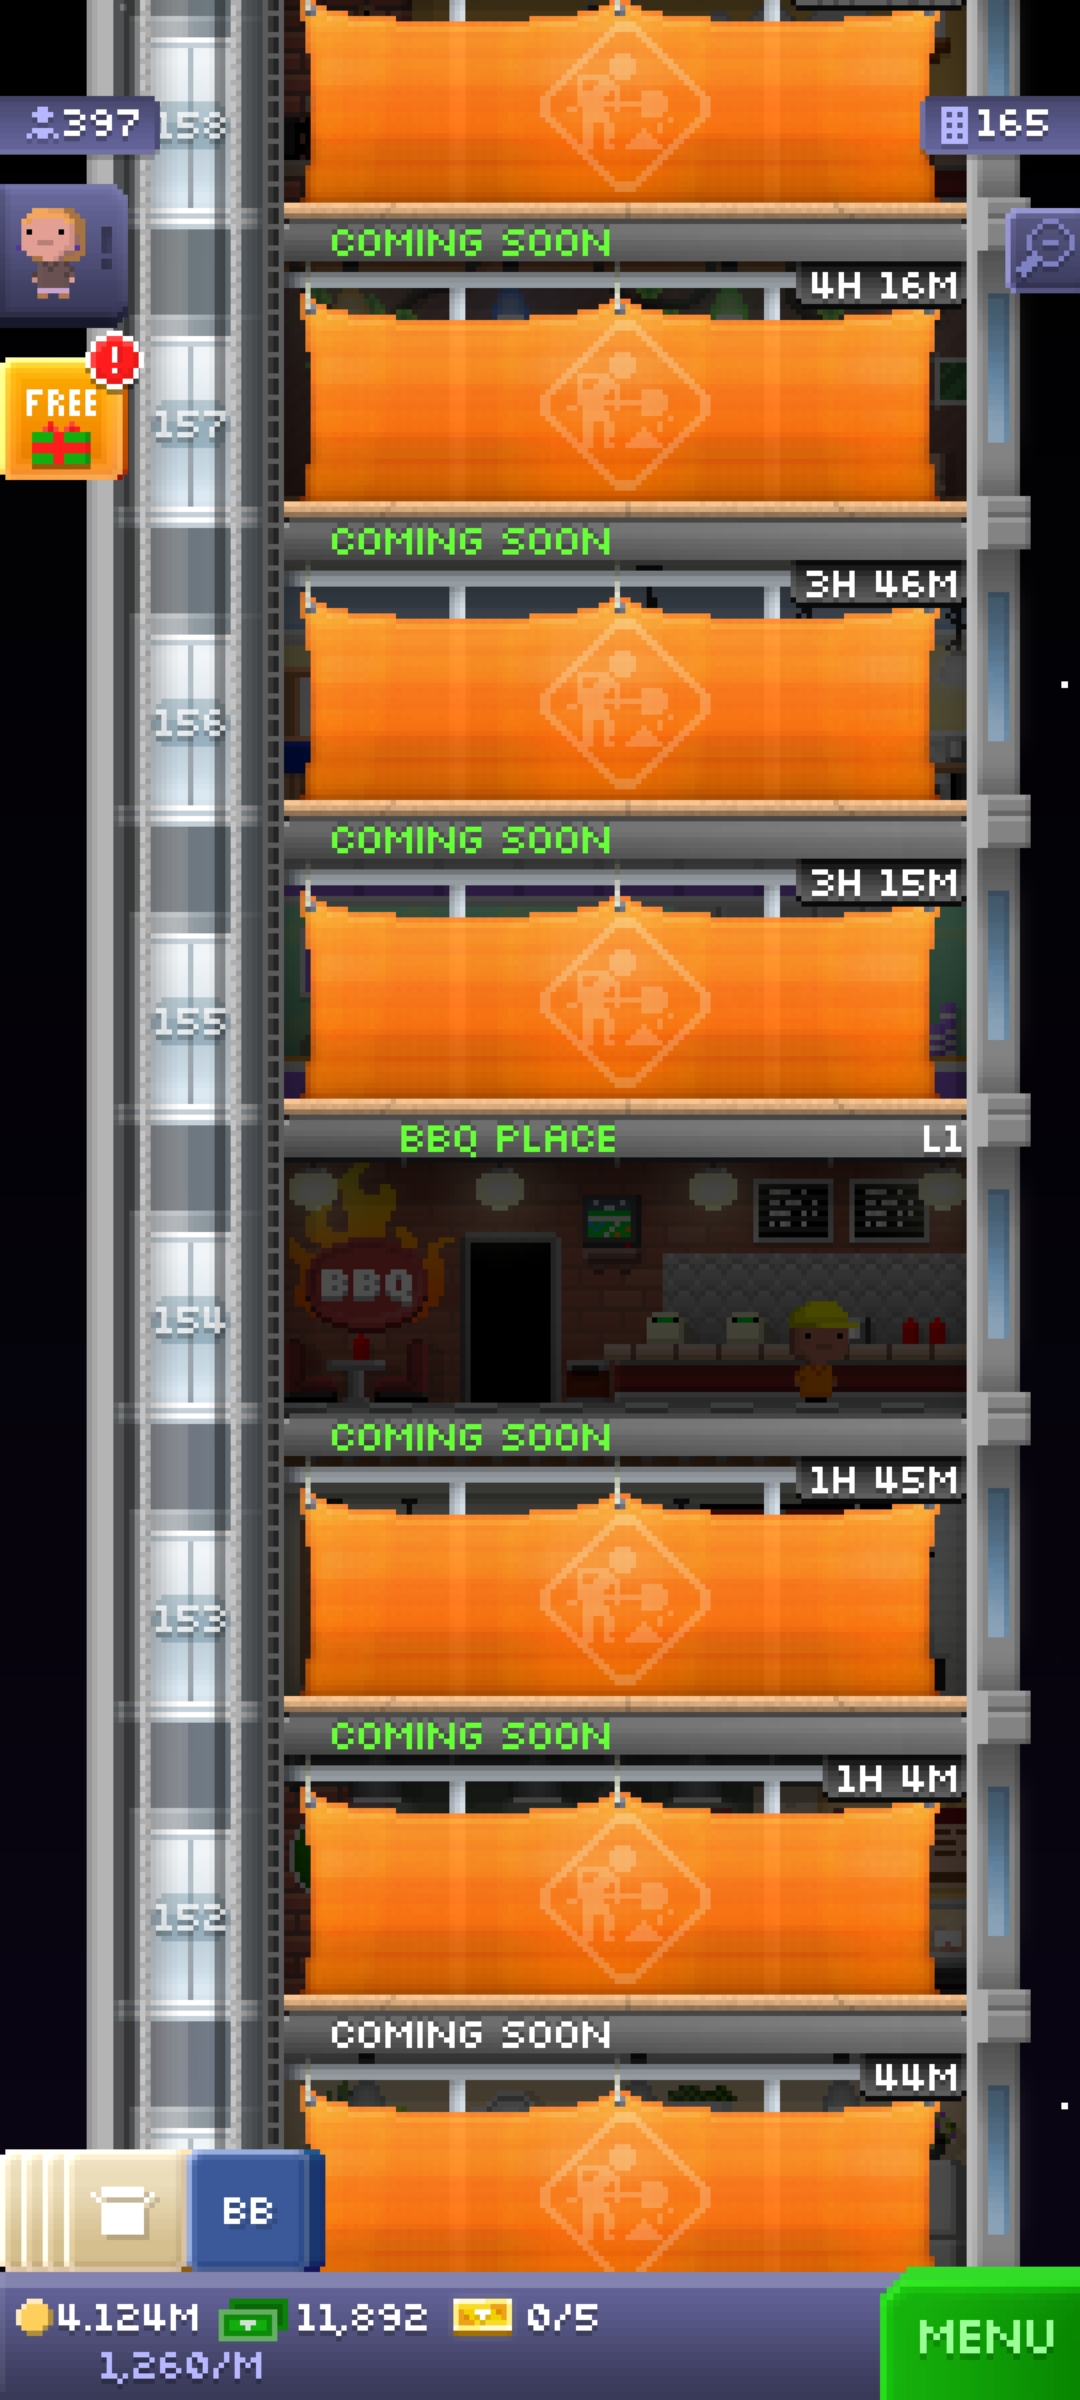 158
397
165
COMING SOON
4H 16M
FREE
!
157
COMING SOON
3H 46M
156
COMING SOON
3H 15M
155
BBQ PLACE
L1
BBQ
154
COMING SOON
1H 45M
153
COMING SOON
1H 4M
152
COMING SOON
44M
BB
4.124M
11,892
0/5
1,260/M
MENU